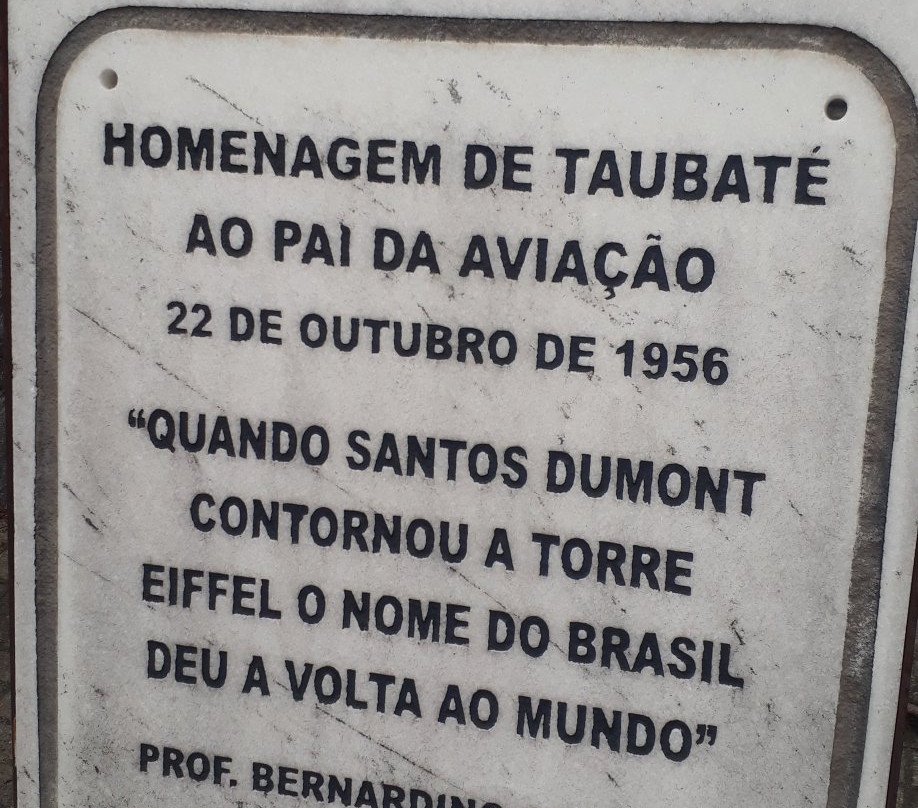 HOMENAGEM DE TAUBATÉ
AO PAI DA AVIAÇÃO
22 DE OUTUBRO DE 1956
“QUANDO SANTOS DUMONT
CONTORNOU A TORRE
EIFFEL O NOME DO BRASIL
DEU A VOLTA AO MUNDO”
PROF. BERNARDINO